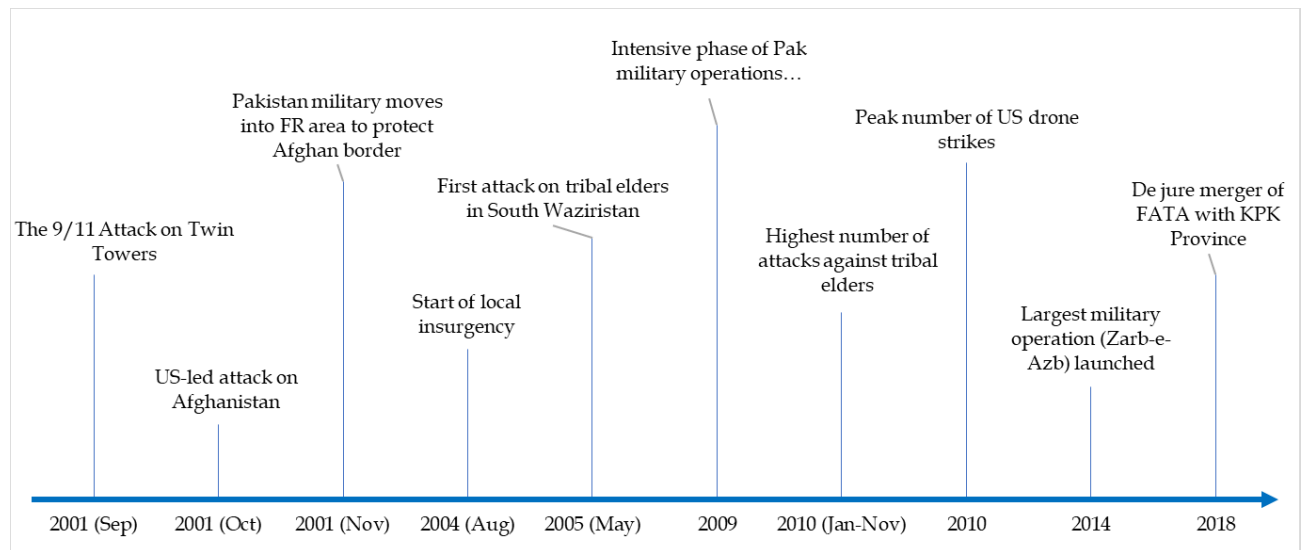 The 9/11 Attack on Twin
Towers
US-led attack on
Afghanistan
Pakistan military moves
into FR area to protect
Afghan border
Start of local
insurgency
First attack on tribal elders
in South Waziristan
Intensive phase of Pak
military operations…
Highest number of
attacks against tribal
elders
Peak number of US drone
strikes
Largest military
operation (Zarb-e-
Azb) launched
De jure merger of
FATA with KPK
Province
2001 (Sep)
2001 (Oct)
2001 (Nov)
2004 (Aug)
2005 (May)
2009
2010 (Jan-Nov)
2010
2014
2018